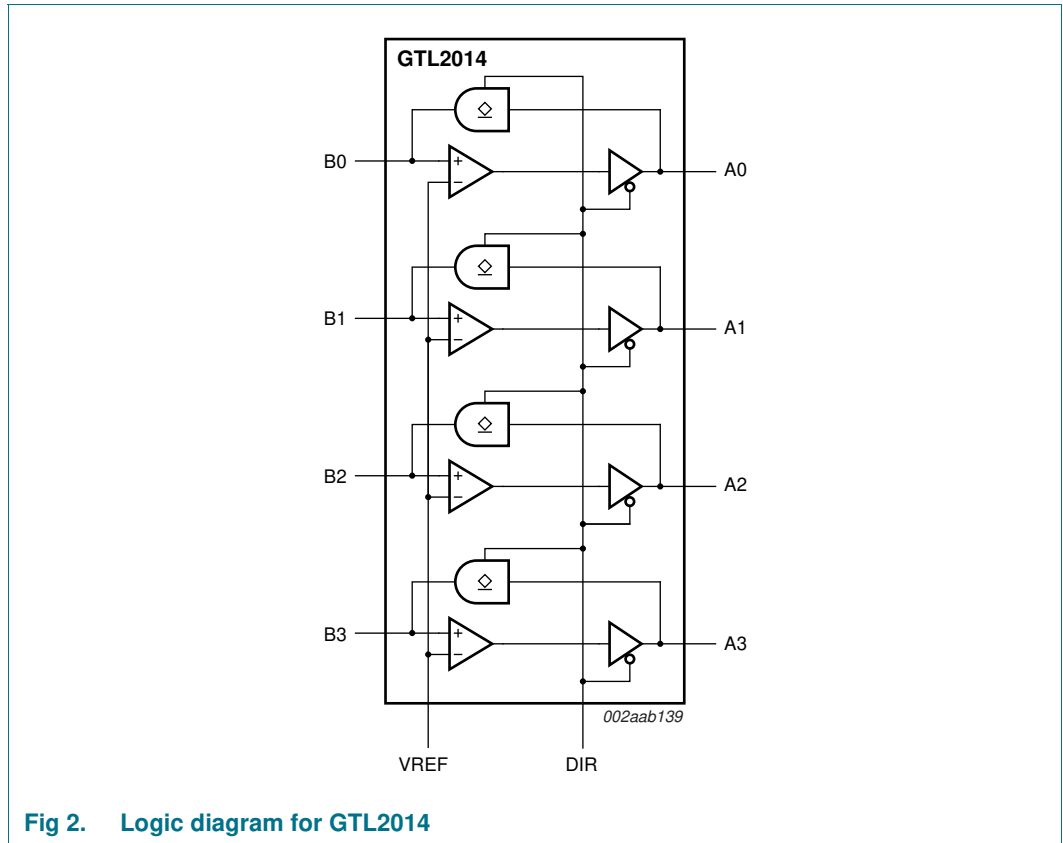 GTL2014
B0
+
−
A0
B1
+
−
A1
B2
+
−
A2
B3
+
−
A3
002aab139
VREF DIR
Fig 2. Logic diagram for GTL2014